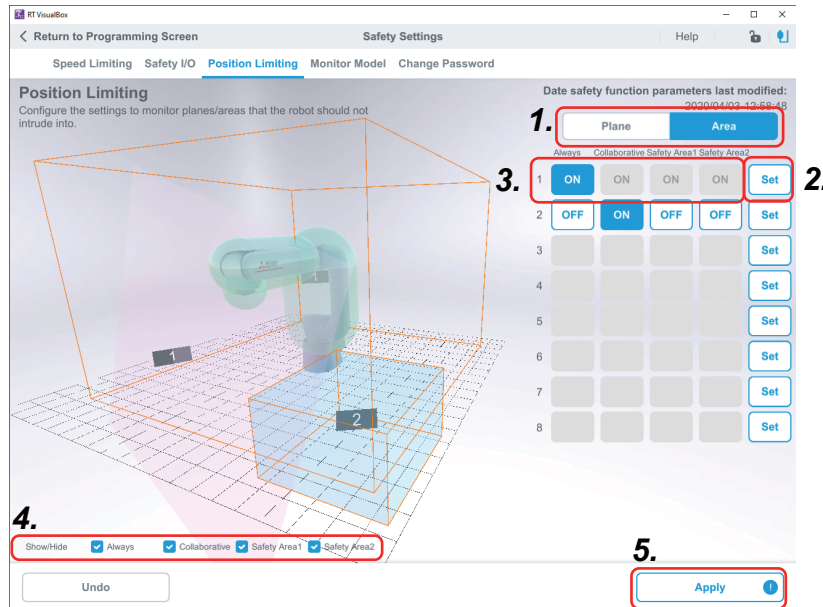 RT VisualBox
Return to Programming Screen
Safety Settings
Help
Speed Limiting Safety I/O Position Limiting Monitor Model Change Password
Position Limiting
Configure the settings to monitor planes/areas that the robot should not
intrude into.
Date safety function parameters last modified:
2020/04/03 12:58:48
1.
Plane Area
Always Collaborative Safety Area1 Safety Area2
3.
1 ON ON ON ON Set
2.
2 OFF ON OFF OFF Set
3 Set
4 Set
5 Set
6 Set
7 Set
8 Set
1
2
4.
Show/Hide Always Collaborative Safety Area1 Safety Area2
5.
Undo
Apply !